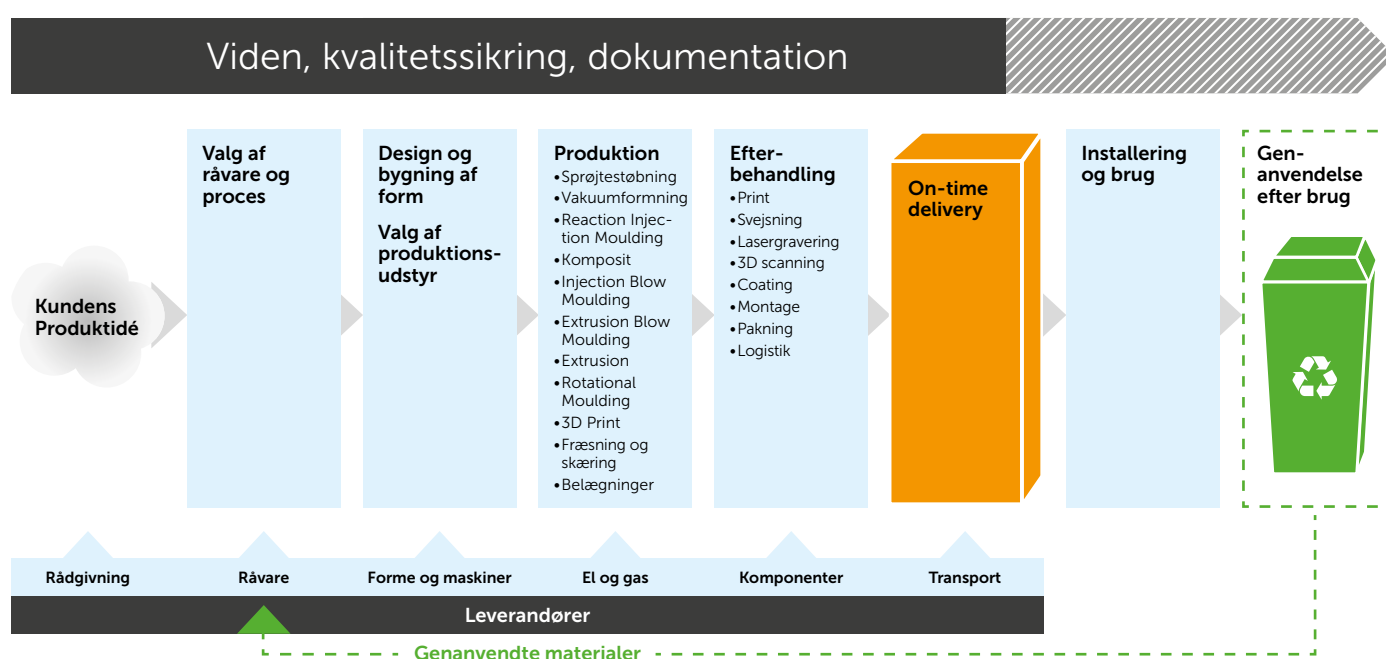 Viden, kvalitetssikring, dokumentation
Kundens
Produktidé
Valg af
råvare og
proces
Design og
bygning af
form
Valg af
produktions-
udstyr
Produktion
•Sprøjtestøbning
•Vakuumformning
•Reaction Injec-
tion Moulding
•Komposit
•Injection Blow
Moulding
•Extrusion Blow
Moulding
•Extrusion
•Rotational
Moulding
•3D Print
•Fræsning og
skæring
•Belægninger
Efter-
behandling
•Print
•Svejsning
•Lasergravering
•3D scanning
•Coating
•Montage
•Pakning
•Logistik
On-time
delivery
Installering
og brug
Gen-
anvendelse
efter brug
Rådgivning
Råvare
Forme og maskiner
El og gas
Komponenter
Transport
Leverandører
Genanvendte materialer